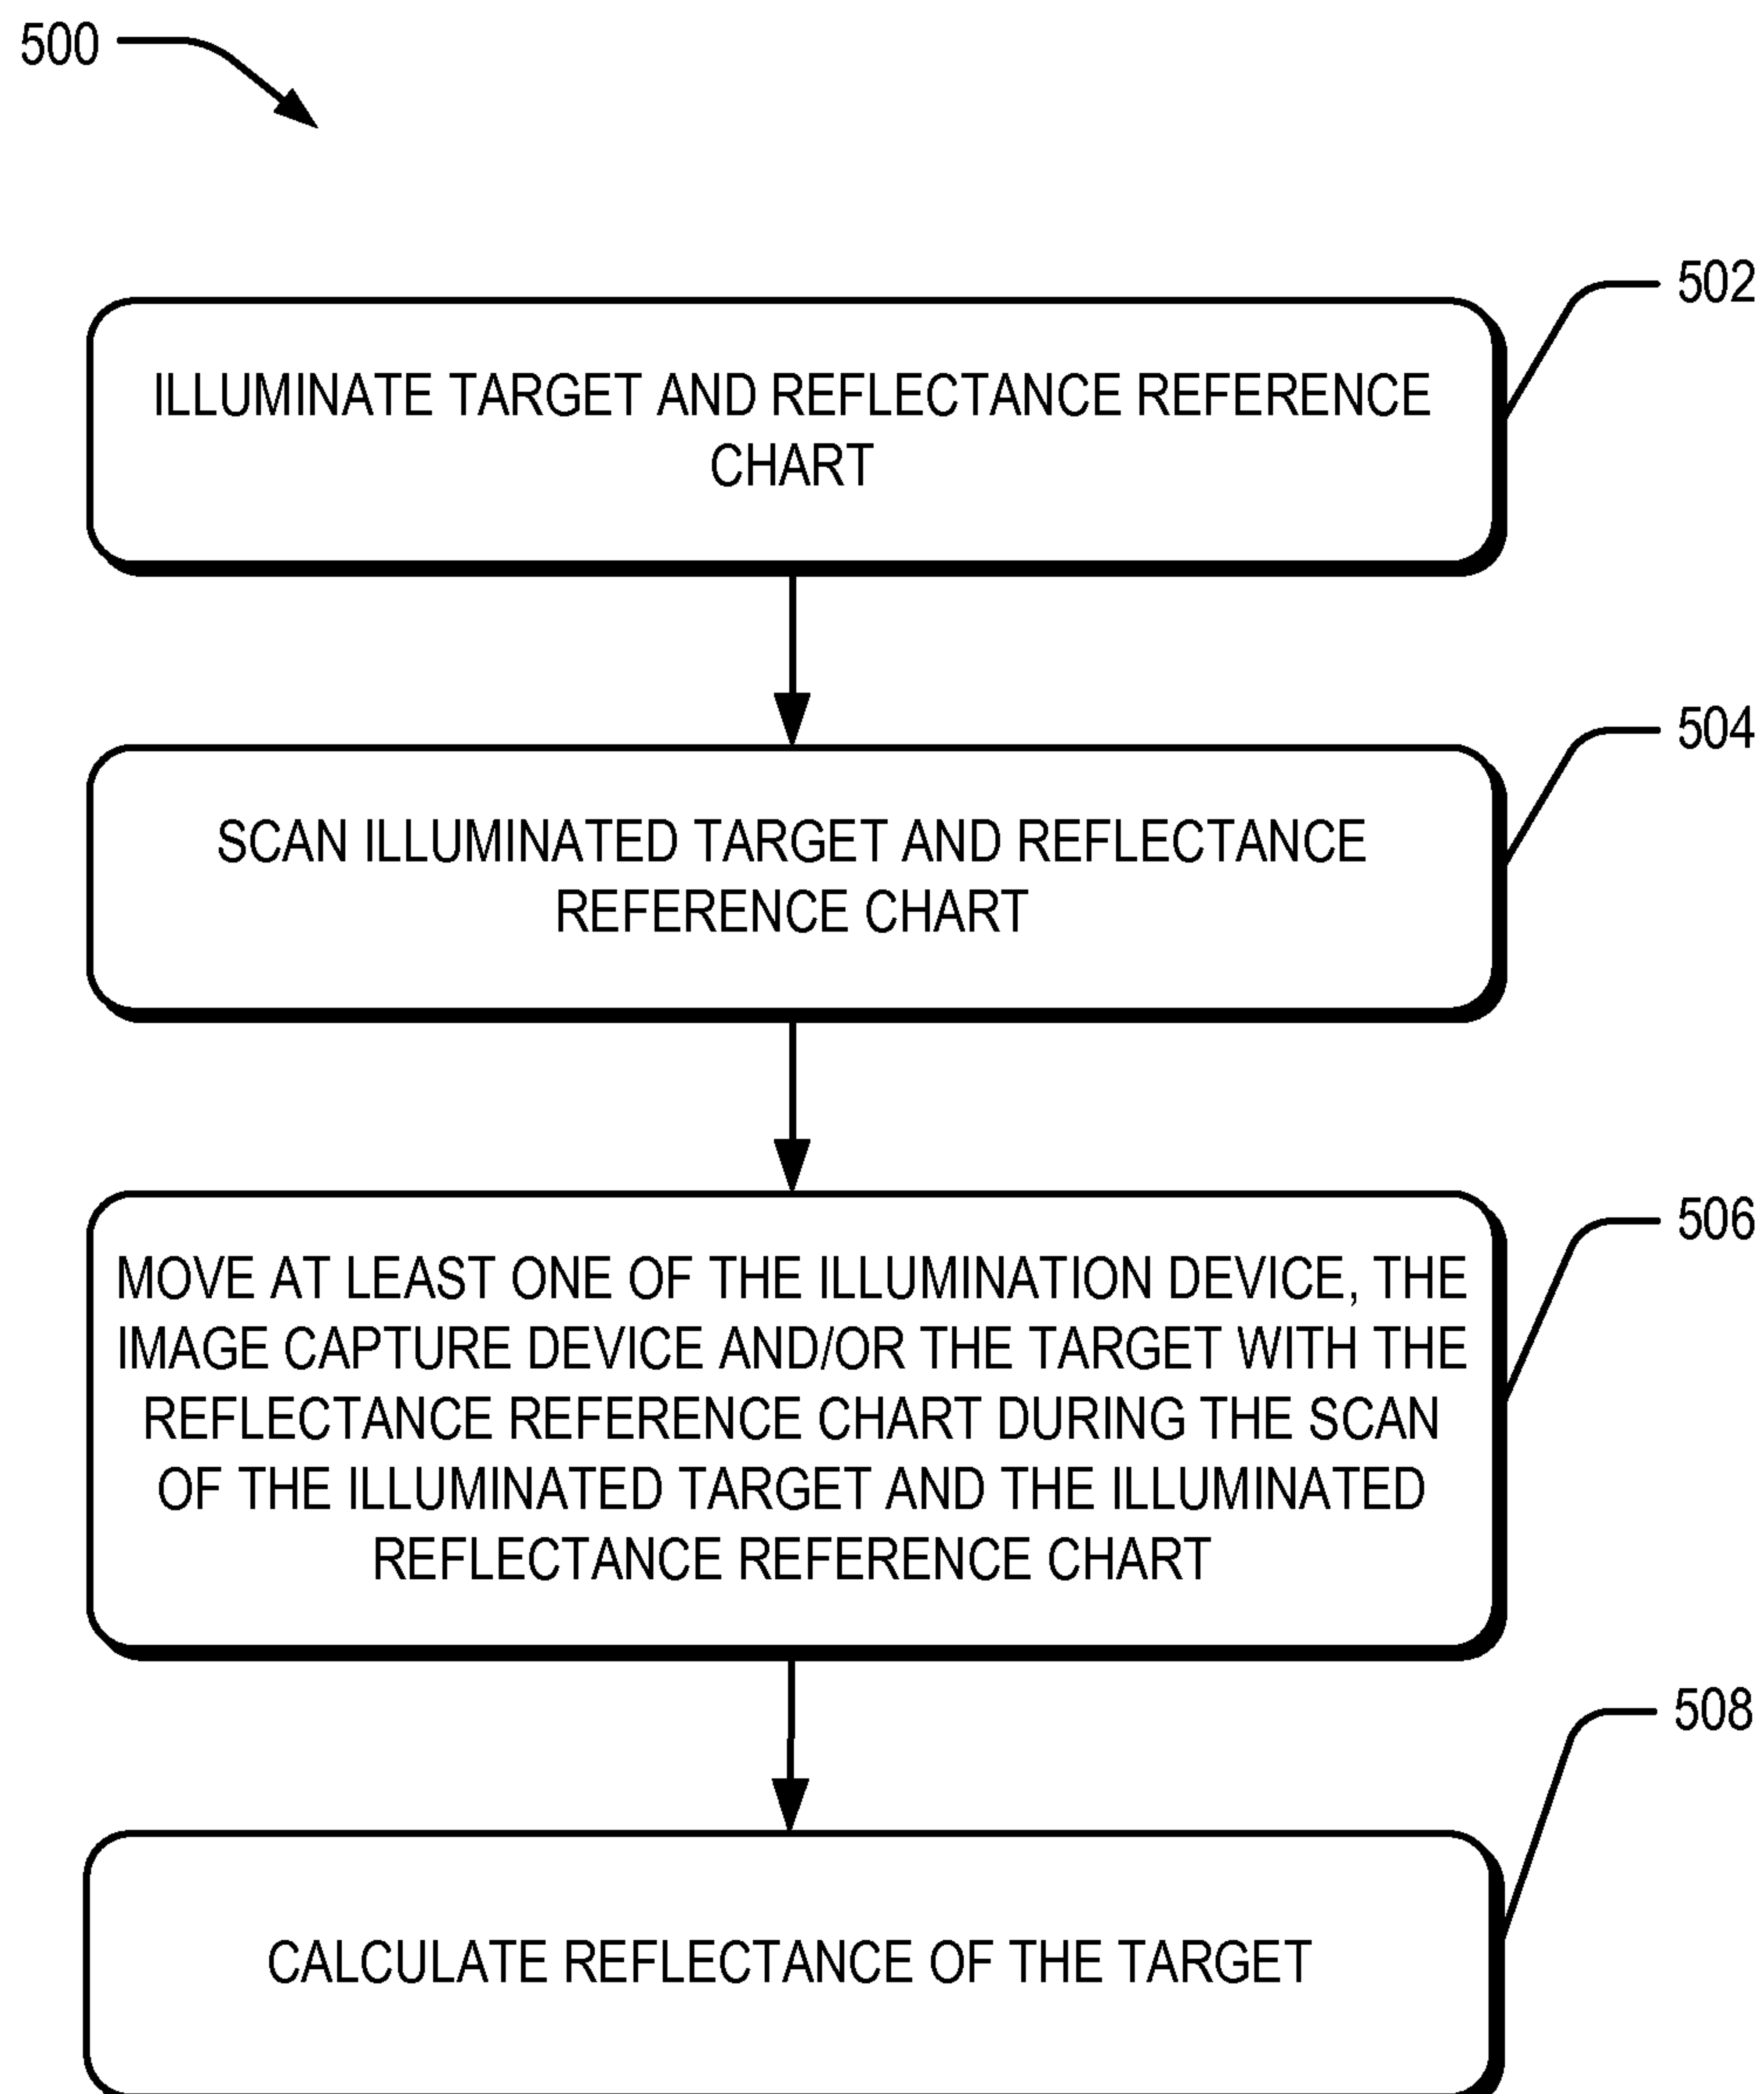 500
502
ILLUMINATE TARGET AND REFLECTANCE REFERENCE
CHART
504
SCAN ILLUMINATED TARGET AND REFLECTANCE
REFERENCE CHART
506
MOVE AT LEAST ONE OF THE ILLUMINATION DEVICE, THE
IMAGE CAPTURE DEVICE AND/OR THE TARGET WITH THE
REFLECTANCE REFERENCE CHART DURING THE SCAN
OF THE ILLUMINATED TARGET AND THE ILLUMINATED
REFLECTANCE REFERENCE CHART
508
CALCULATE REFLECTANCE OF THE TARGET